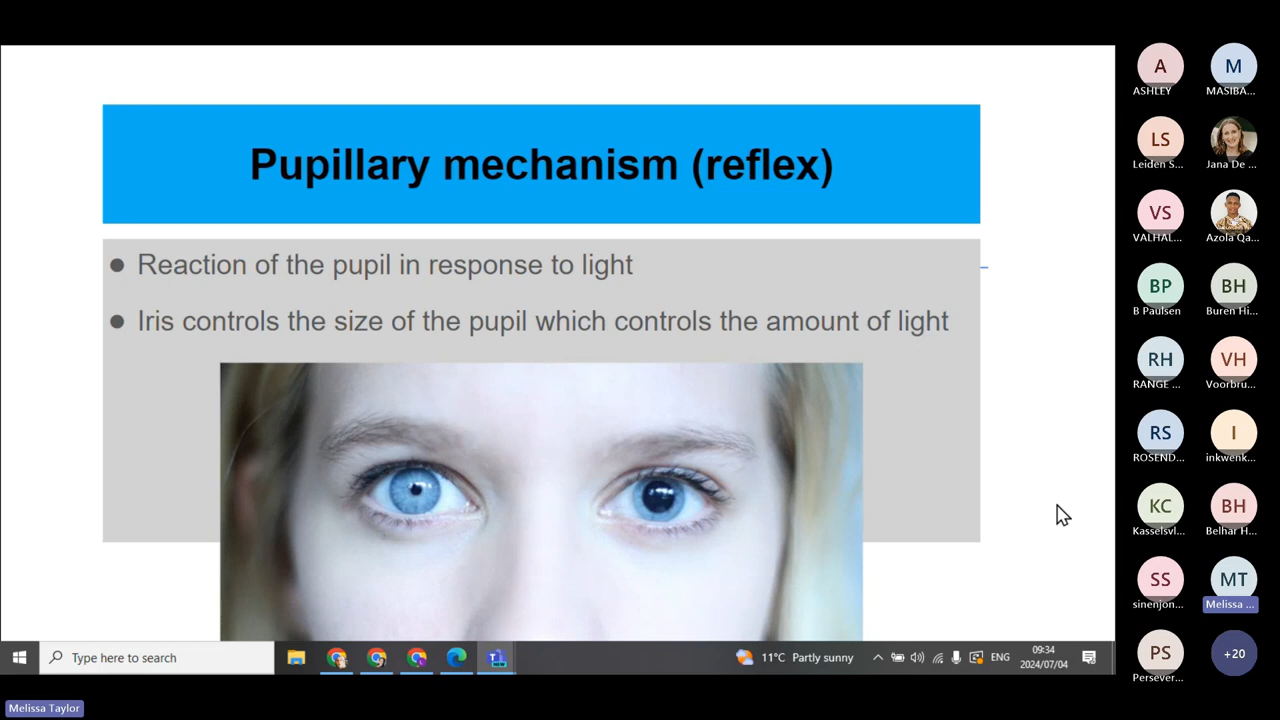 Pupillary mechanism (reflex)
Reaction of the pupil in response to light
Iris controls the size of the pupil which controls the amount of light
A
ASHLEY
M
MASIBA...
LS
Leiden S...
Jana De ...
VS
VALHAL...
Azola Qa...
BP
B Paulsen
BH
Buren Hi...
RH
RANGE ...
VH
Voorbru...
RS
ROSEND...
I
inkwenk...
KC
Kasselsvl...
BH
Belhar H...
SS
sinenjon...
MT
Melissa ...
PS
Persever...
+20
Type here to search
11°C Partly sunny
ENG
09:34
2024/07/04
Melissa Taylor